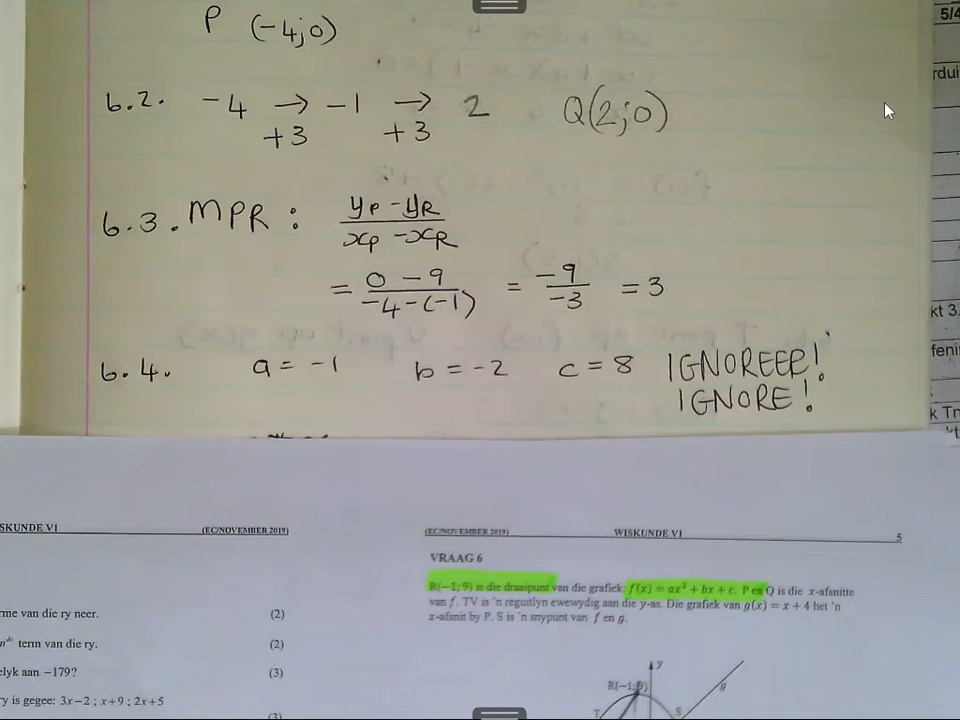 P (-4;0)
6.2. -4 → -1 → 2 Q(2;0)
+3 +3
6.3. MPR : yP - yR
xP - xR
= 0 - 9 = -9 = 3
-4-(-1) -3
6.4. a = -1 b = -2 c = 8 IGNOREER!
IGNORE!
5/4
rdui
kt 3.
feni
k Tr
SKUNDE V1 (EC/NOVEMBER 2019)
rme van die ry neer. (2)
term van die ry. (2)
elyk aan −179? (3)
y is gegee: 3x−2 ; x+9 ; 2x+5
(3)
(EC/NOVEMBER 2019) WISKUNDE V1 5
VRAAG 6
R(−1; 9) is die draaipunt van die grafiek: f(x) = ax² + bx + c. P en Q is die x-afsnitte
van f. TV is 'n reguitlyn ewewydig aan die y-as. Die grafiek van g(x) = x + 4 het 'n
x-afsnit by P. S is 'n snypunt van f en g.
y
R(−1;9)
g
T S